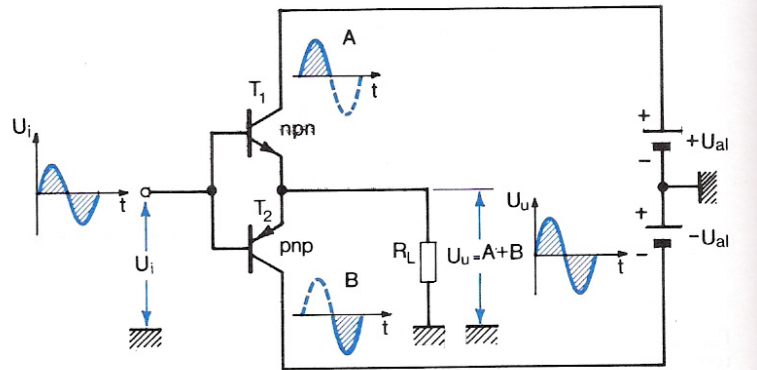 A
t
T1
npn
Ui
t
+
+Ual
-
T2
Uu
+
-Ual
-
Ui
pnp
RL
Uu = A+B
t
B
t